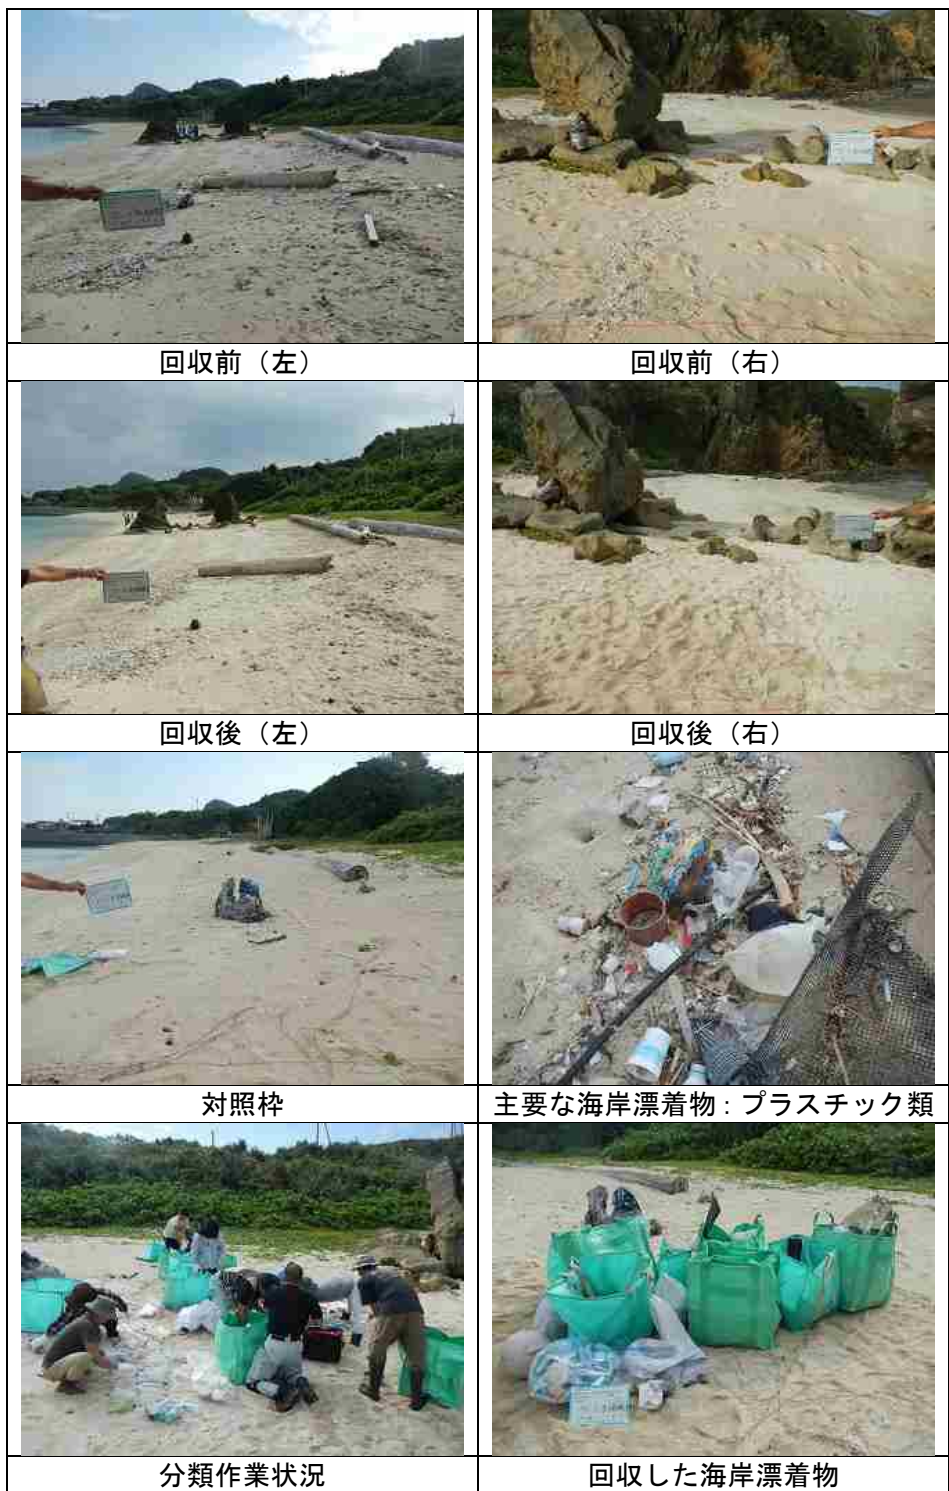 回収前（左）
回収前（右）
回収後（左）
回収後（右）
対照枠
主要な海岸漂着物：プラスチック類
分類作業状況
回収した海岸漂着物